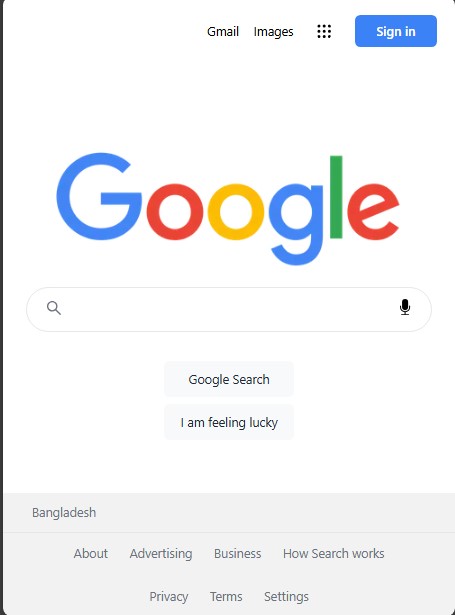 Gmail Images Sign in
Google
Google Search
I am feeling lucky
Bangladesh
About Advertising Business How Search works
Privacy Terms Settings